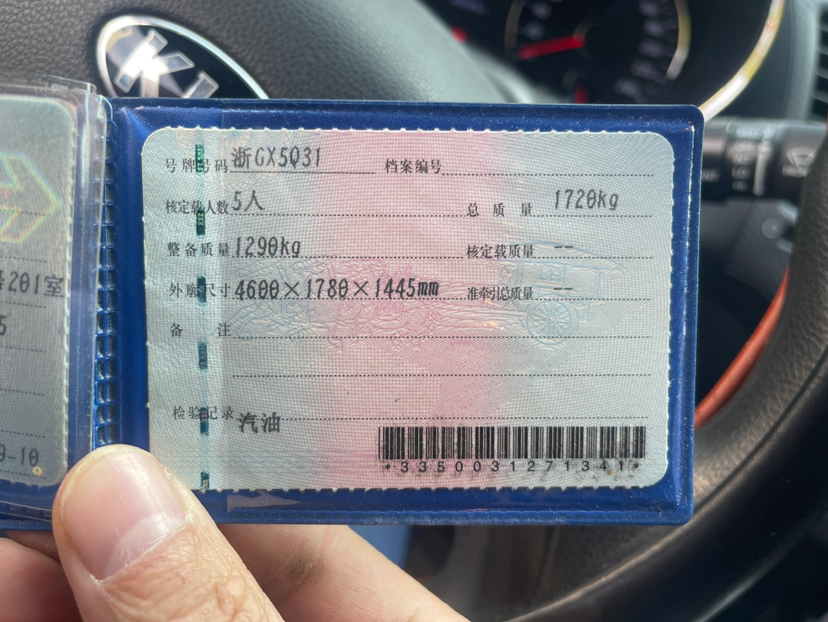 KI
号牌号码 浙GX5Q31 档案编号
核定载人数 5人 总质量 1720kg
整备质量 1290kg 核定载质量 --
外廓尺寸 4600×1780×1445mm 准牵引总质量 --
备注
检验记录 汽油
*3350031271341*
201室
5
9-10